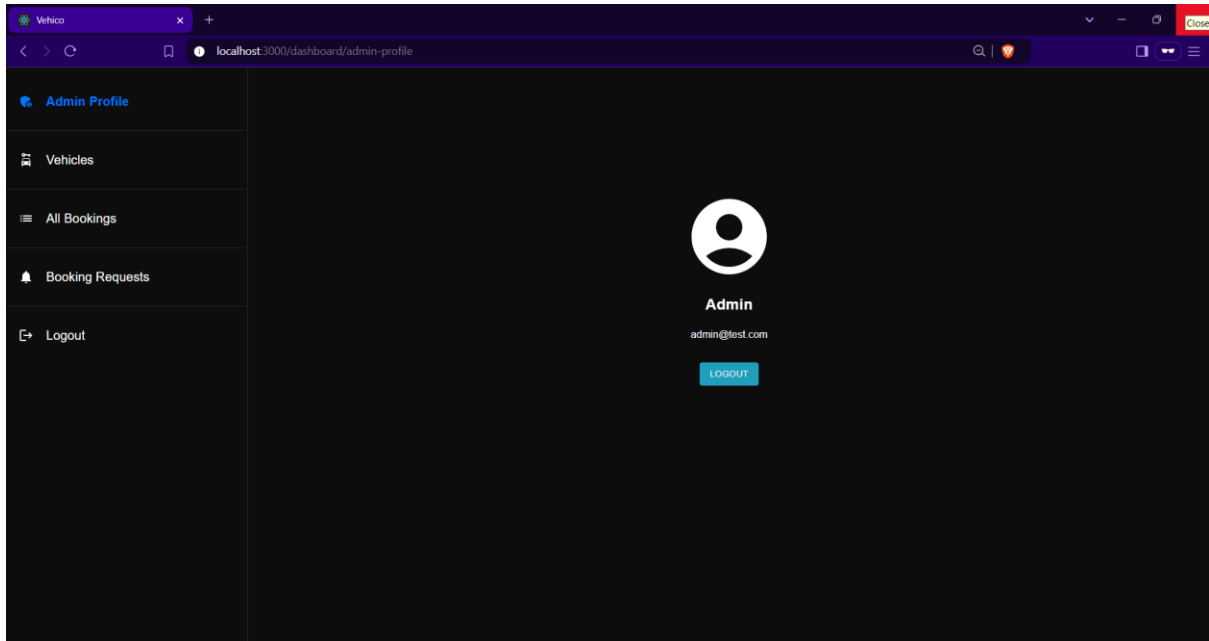 Vehico
Close
localhost:3000/dashboard/admin-profile
Admin Profile
Vehicles
All Bookings
Booking Requests
Logout
Admin
admin@test.com
LOGOUT